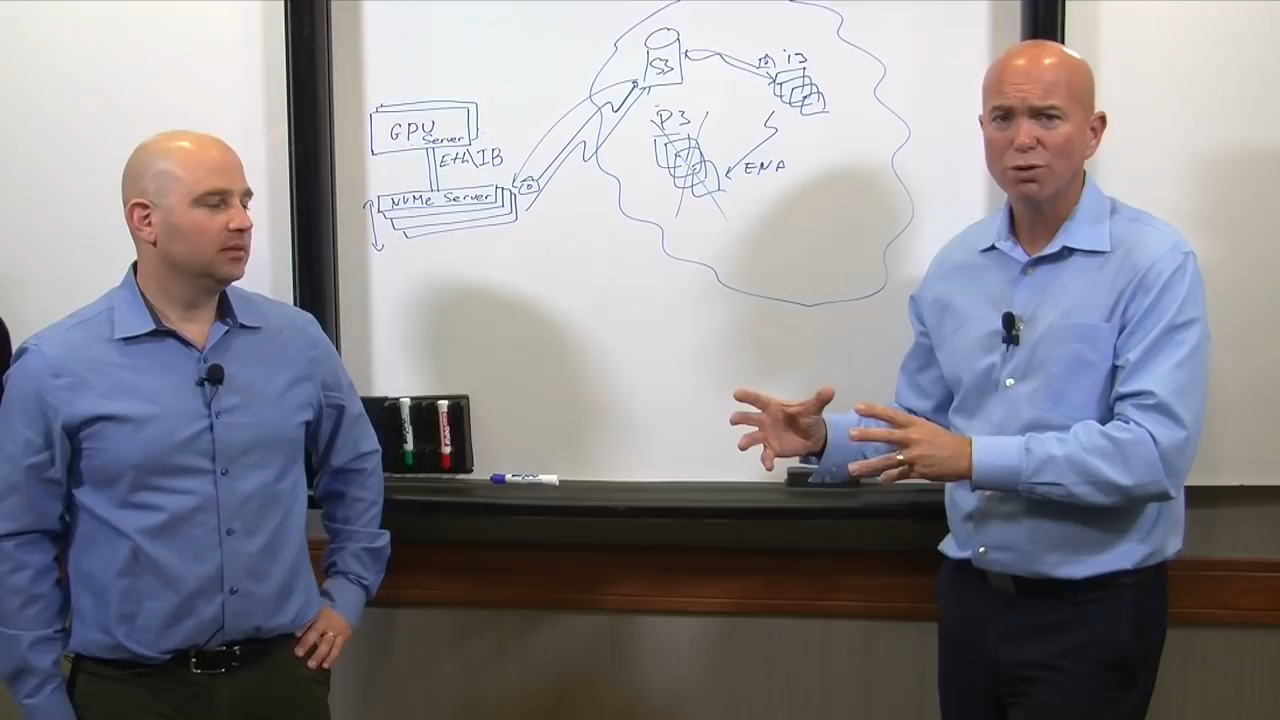 S3
i3
GPU
Server
P3
Eth\IB
ENA
NVMe Server